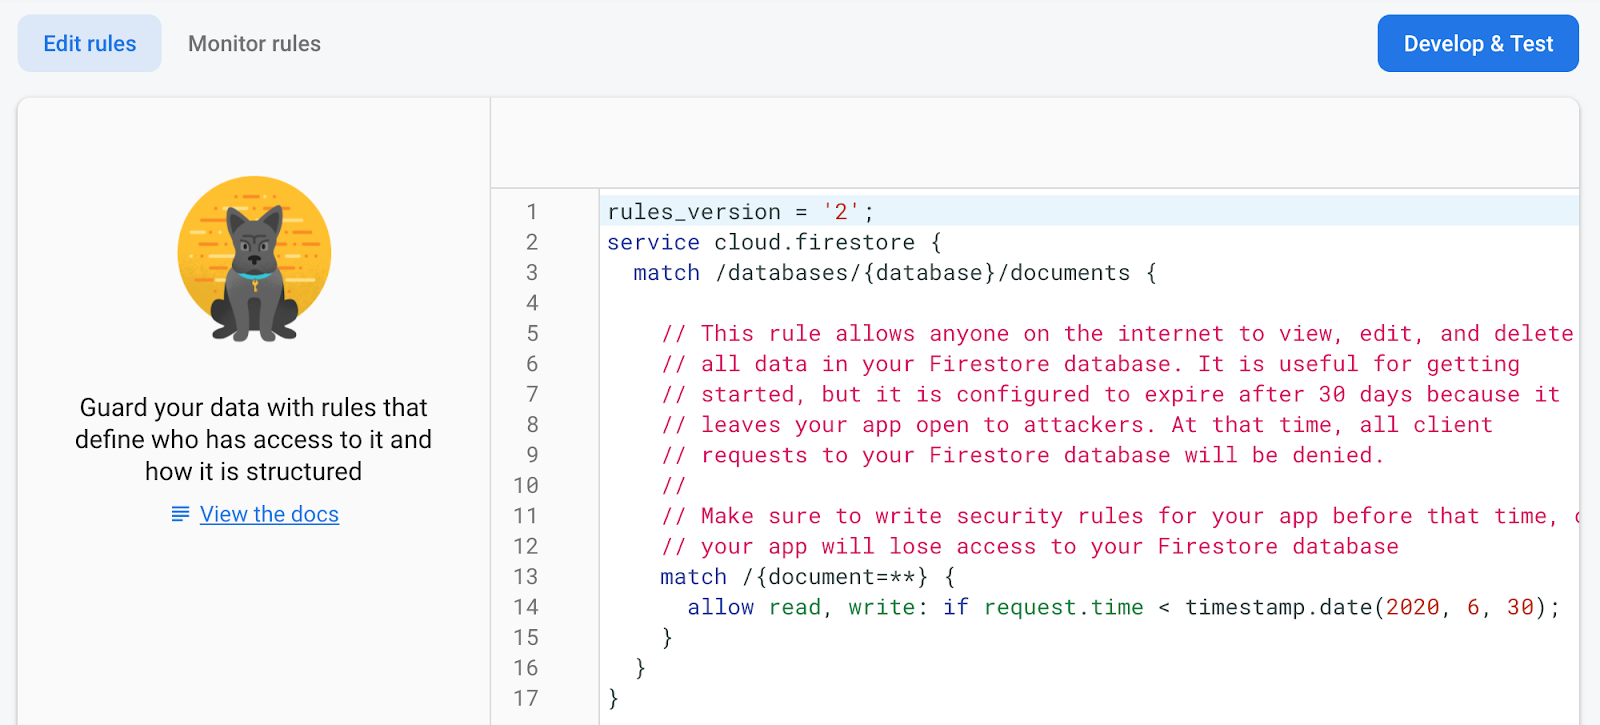 Edit rules
Monitor rules
Develop & Test
Guard your data with rules that
define who has access to it and
how it is structured
View the docs
1 rules_version = '2';
2 service cloud.firestore {
3 match /databases/{database}/documents {
4
5 // This rule allows anyone on the internet to view, edit, and delete
6 // all data in your Firestore database. It is useful for getting
7 // started, but it is configured to expire after 30 days because it
8 // leaves your app open to attackers. At that time, all client
9 // requests to your Firestore database will be denied.
10 //
11 // Make sure to write security rules for your app before that time,
12 // your app will lose access to your Firestore database
13 match /{document=**} {
14 allow read, write: if request.time < timestamp.date(2020, 6, 30);
15 }
16 }
17 }